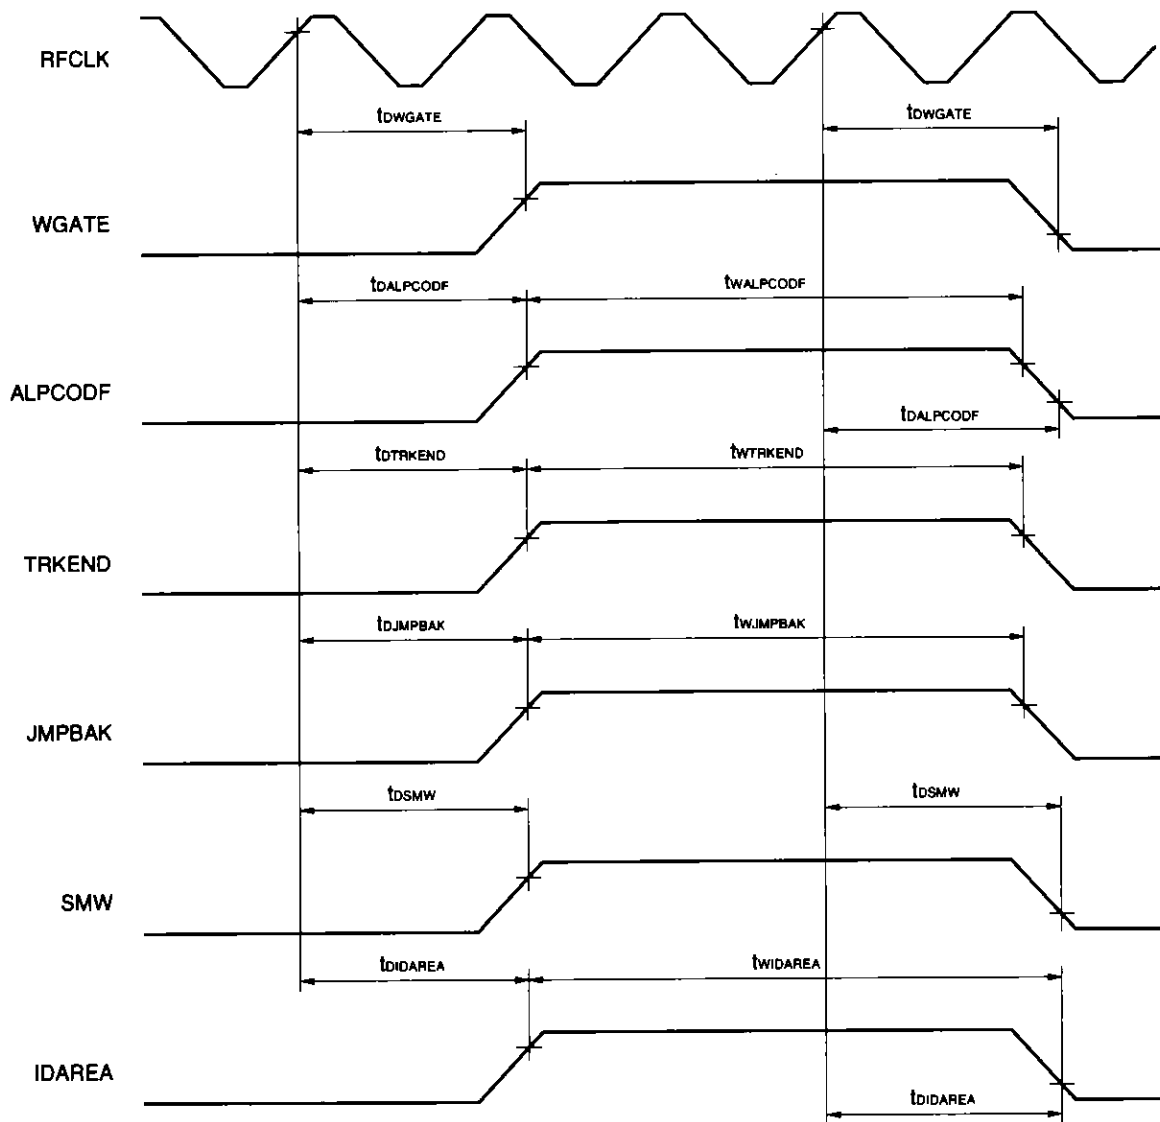 RFCLK
tDWGATE tDWGATE
WGATE
tDALPCODF tWALPCODF
ALPCODF
tDALPCODF
tDTRKEND tWTRKEND
TRKEND
tDJMPBAK tWJMPBAK
JMPBAK
tDSMW tDSMW
SMW
tDIDAREA tWIDAREA
IDAREA
tDIDAREA